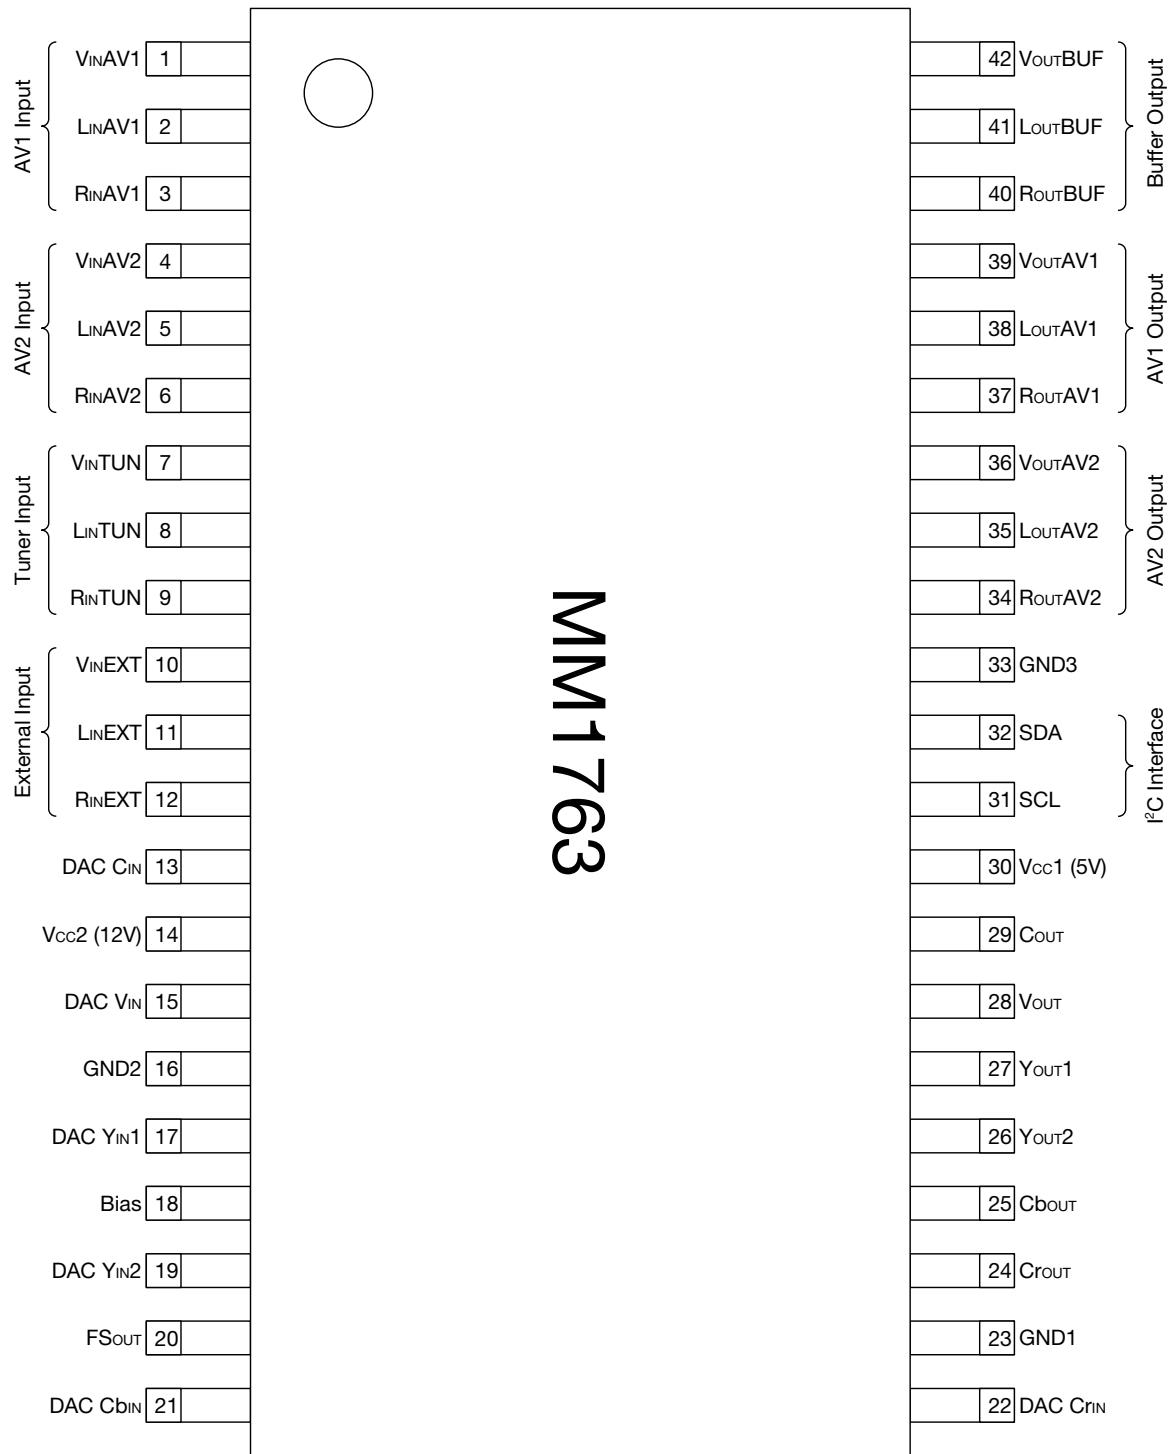 AV1 Input
VINAV1 1
LINAV1 2
RINAV1 3
AV2 Input
VINAV2 4
LINAV2 5
RINAV2 6
Tuner Input
VINTUN 7
LINTUN 8
RINTUN 9
External Input
VINEXT 10
LINEXT 11
RINEXT 12
DAC CIN 13
VCC2 (12V) 14
DAC VIN 15
GND2 16
DAC YIN1 17
Bias 18
DAC YIN2 19
FSOUT 20
DAC CbIN 21
MM1763
42 VOUTBUF
41 LOUTBUF
40 ROUTBUF
Buffer Output
39 VOUTAV1
38 LOUTAV1
37 ROUTAV1
AV1 Output
36 VOUTAV2
35 LOUTAV2
34 ROUTAV2
AV2 Output
33 GND3
32 SDA
31 SCL
I²C Interface
30 VCC1 (5V)
29 COUT
28 VOUT
27 YOUT1
26 YOUT2
25 CbOUT
24 CrOUT
23 GND1
22 DAC CrIN